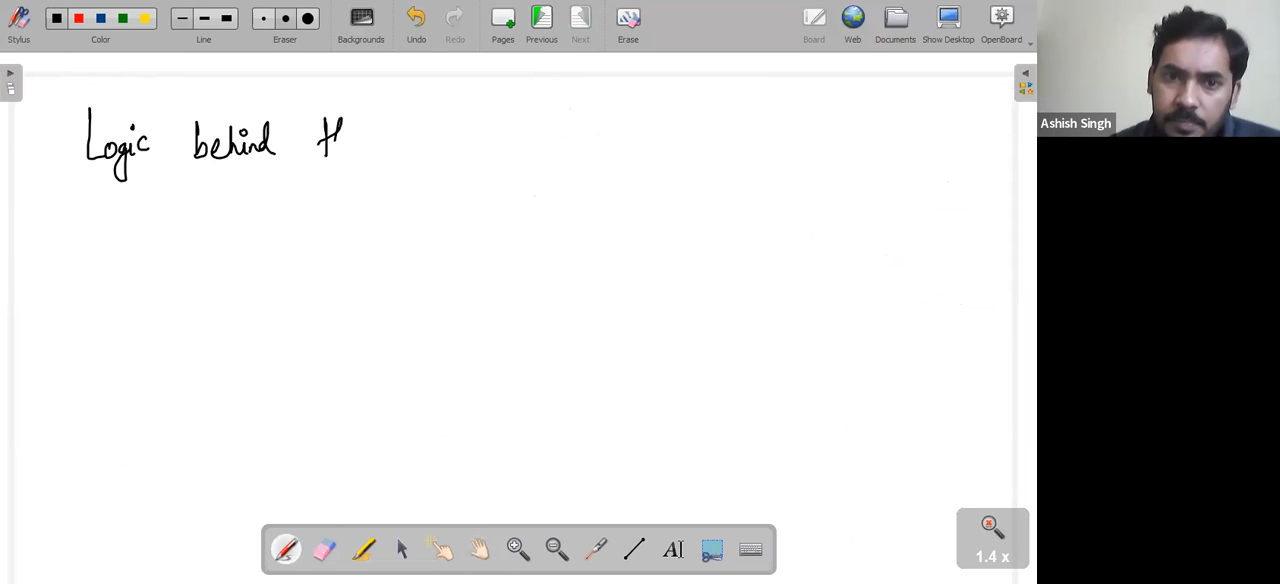 Stylus
Color
Line
Eraser
Backgrounds
Undo
Redo
Pages
Previous
Next
Erase
Board
Web
Documents
Show Desktop
OpenBoard
Ashish Singh
Logic behind
1.4 x